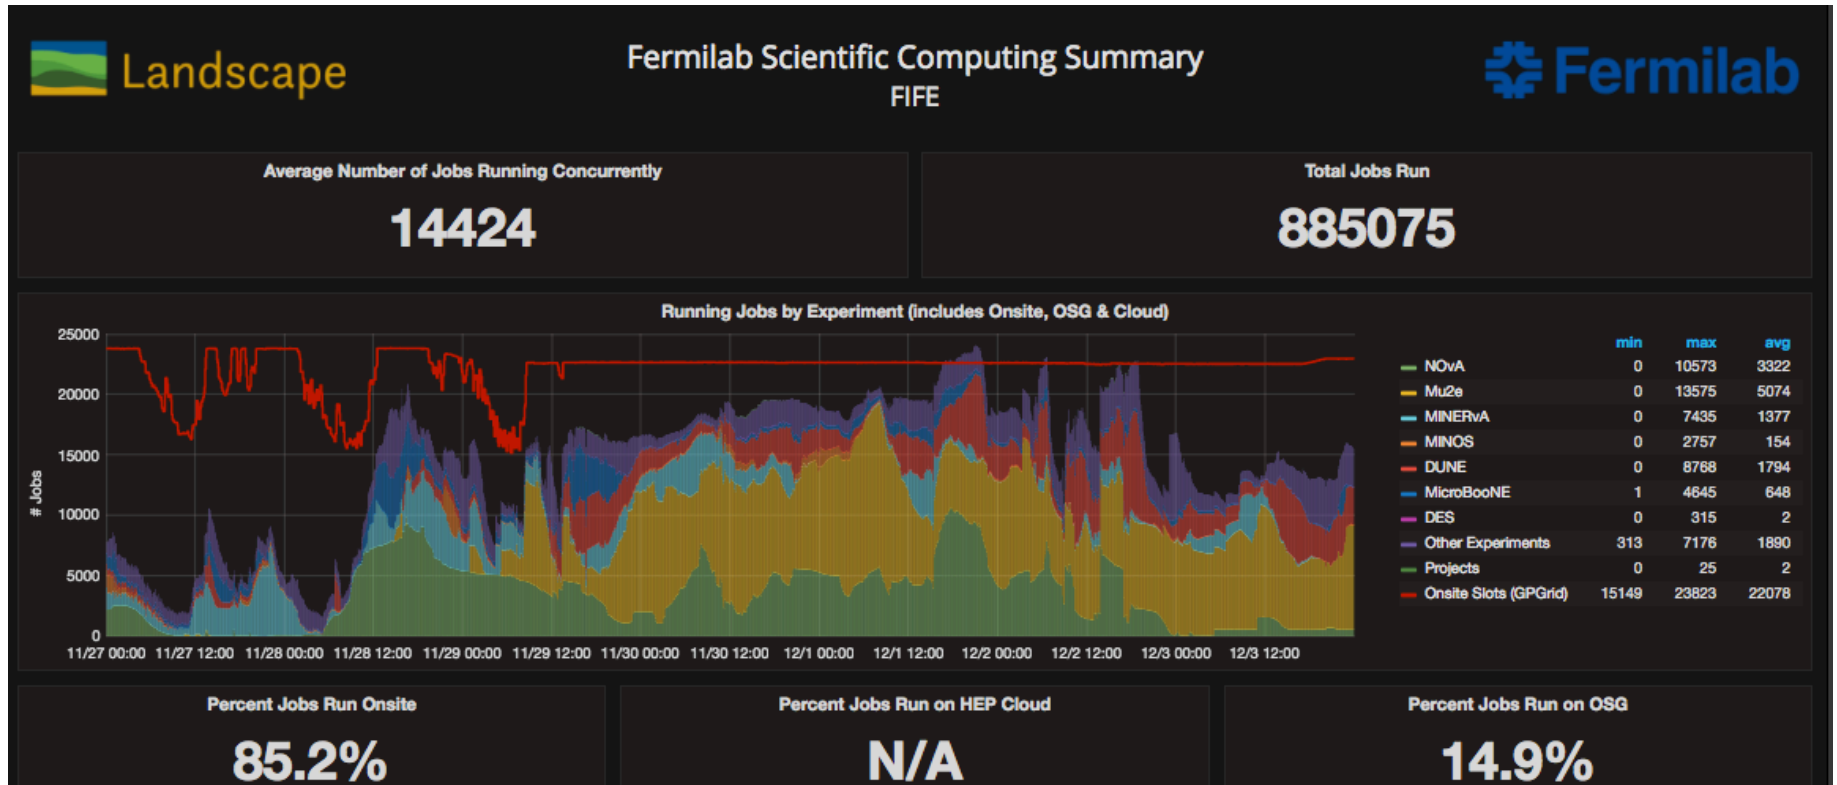 Landscape
Fermilab Scientific Computing Summary
FIFE
Fermilab
Average Number of Jobs Running Concurrently
14424
Total Jobs Run
885075
Running Jobs by Experiment (includes Onsite, OSG & Cloud)
# Jobs
25000
20000
15000
10000
5000
0
11/27 00:00 11/27 12:00 11/28 00:00 11/28 12:00 11/29 00:00 11/29 12:00 11/30 00:00 11/30 12:00 12/1 00:00 12/1 12:00 12/2 00:00 12/2 12:00 12/3 00:00 12/3 12:00
min max avg
NOvA 0 10573 3322
Mu2e 0 13575 5074
MINERvA 0 7435 1377
MINOS 0 2757 154
DUNE 0 8768 1794
MicroBooNE 1 4645 648
DES 0 315 2
Other Experiments 313 7176 1890
Projects 0 25 2
Onsite Slots (GPGrid) 15149 23823 22078
Percent Jobs Run Onsite
85.2%
Percent Jobs Run on HEP Cloud
N/A
Percent Jobs Run on OSG
14.9%